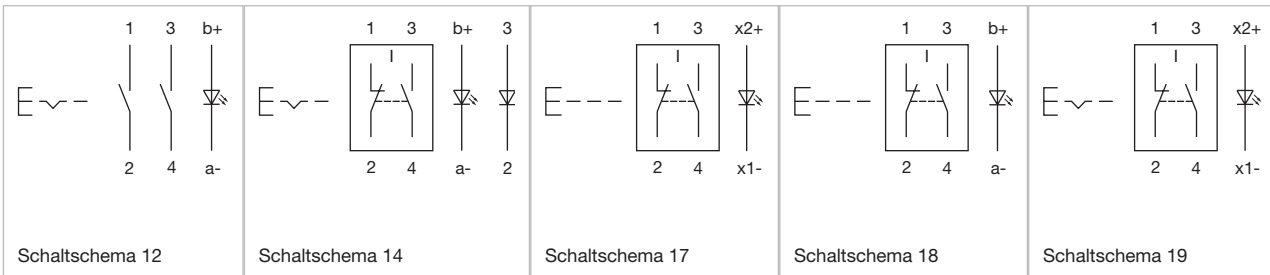 1 3 b+
2 4 a-
Schaltschema 12
1 3 b+ 3
I
2 4 a- 2
Schaltschema 14
1 3 x2+
I
2 4 x1-
Schaltschema 17
1 3 b+
I
2 4 a-
Schaltschema 18
1 3 x2+
I
2 4 x1-
Schaltschema 19